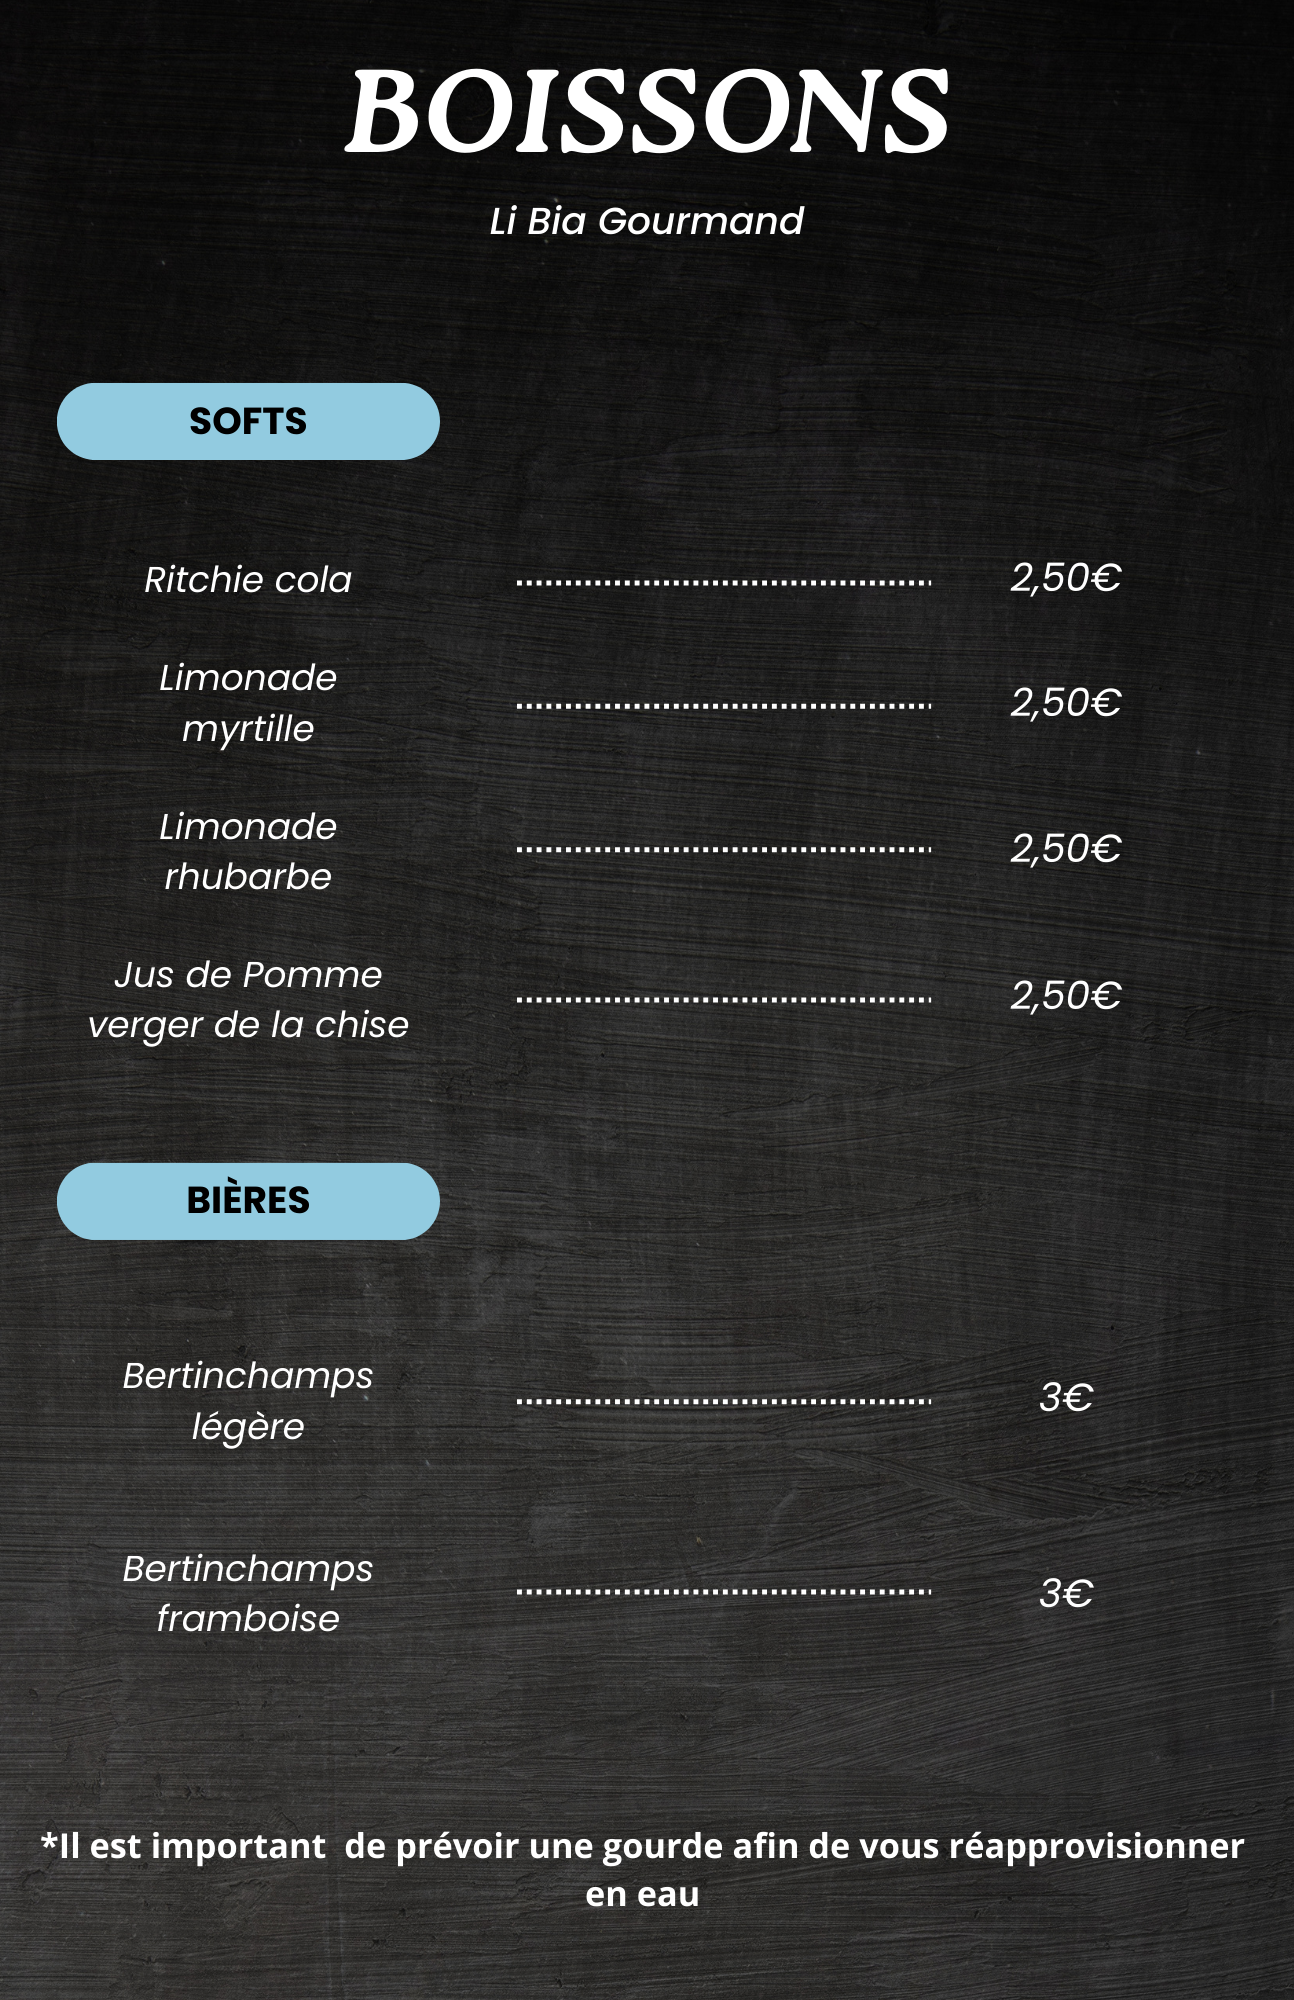 BOISSONS
Li Bia Gourmand
SOFTS
Ritchie cola 2,50€
Limonade
myrtille 2,50€
Limonade
rhubarbe 2,50€
Jus de Pomme
verger de la chise 2,50€
BIÈRES
Bertinchamps
légère 3€
Bertinchamps
framboise 3€
*Il est important  de prévoir une gourde afin de vous réapprovisionner
en eau